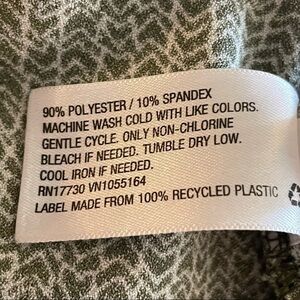 90% POLYESTER / 10% SPANDEX
MACHINE WASH COLD WITH LIKE COLORS.
GENTLE CYCLE. ONLY NON-CHLORINE
BLEACH IF NEEDED. TUMBLE DRY LOW.
COOL IRON IF NEEDED.
RN17730 VN1055164
LABEL MADE FROM 100% RECYCLED PLASTIC